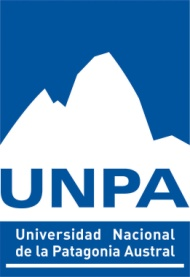 UNPA
Universidad Nacional
de la Patagonia Austral